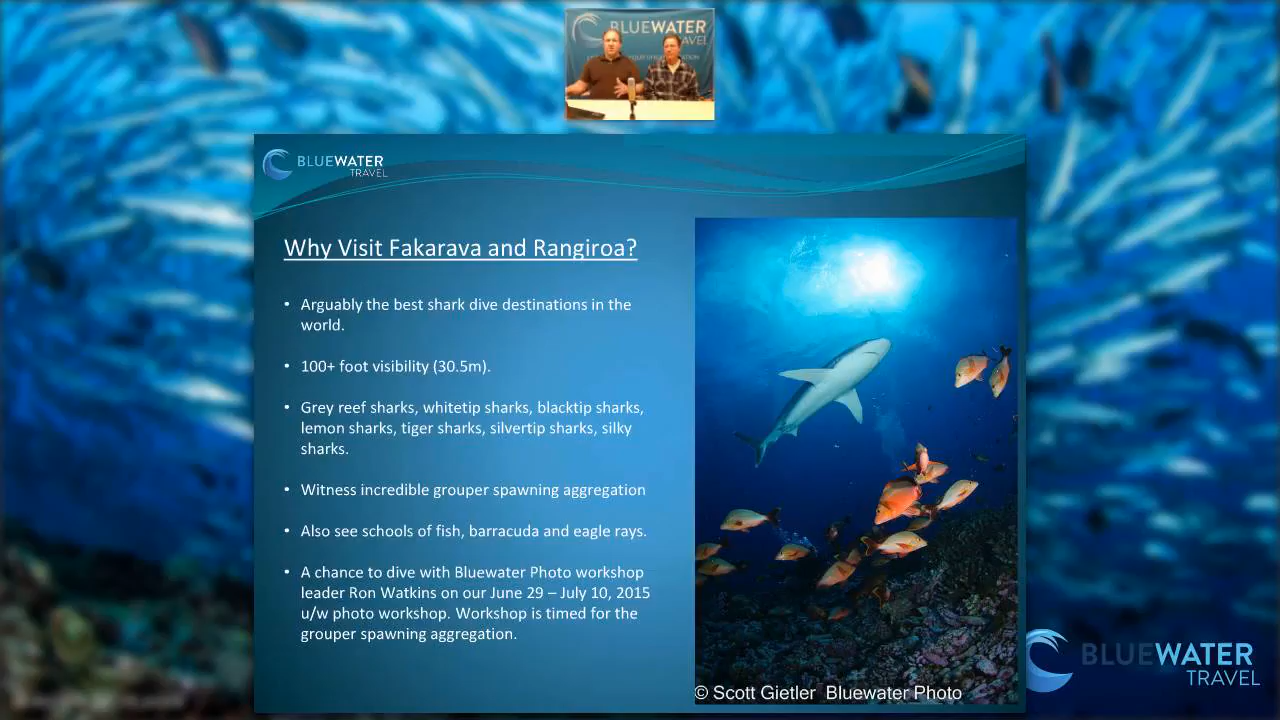 BLUEWATER
TRAVEL
BLUEWATER
TRAVEL
Why Visit Fakarava and Rangiroa?
• Arguably the best shark dive destinations in the
world.
• 100+ foot visibility (30.5m).
• Grey reef sharks, whitetip sharks, blacktip sharks,
lemon sharks, tiger sharks, silvertip sharks, silky
sharks.
• Witness incredible grouper spawning aggregation
• Also see schools of fish, barracuda and eagle rays.
• A chance to dive with Bluewater Photo workshop
leader Ron Watkins on our June 29 – July 10, 2015
u/w photo workshop. Workshop is timed for the
grouper spawning aggregation.
© Scott Gietler Bluewater Photo
BLUEWATER
TRAVEL